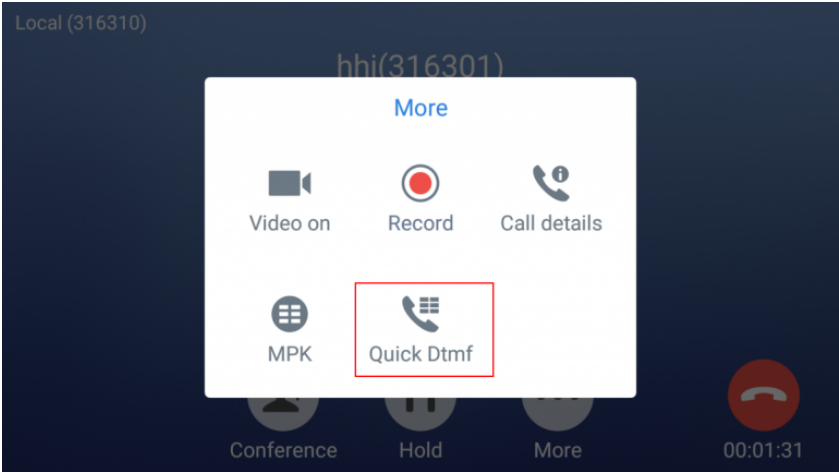 Local (316310)
hhi(316301)
More
Video on
Record
Call details
MPK
Quick Dtmf
Conference
Hold
More
00:01:31